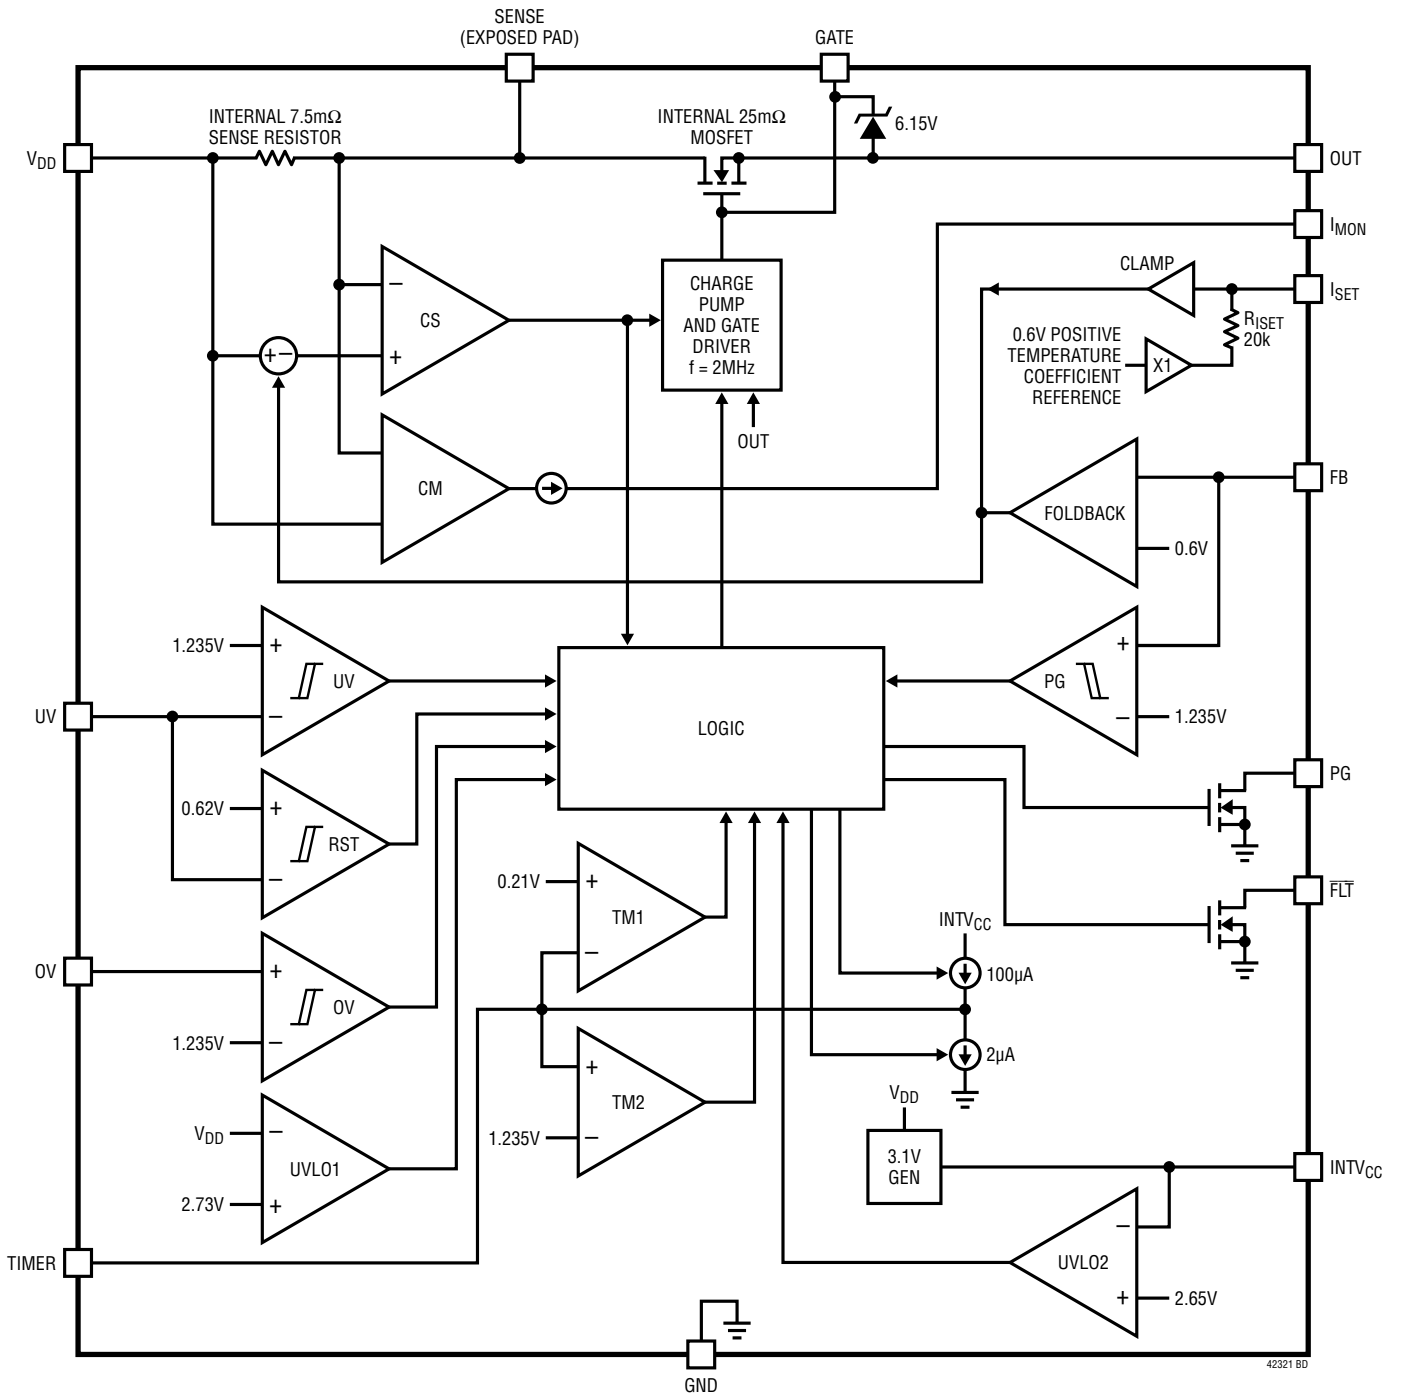 SENSE
(EXPOSED PAD)
GATE
INTERNAL 7.5mΩ
SENSE RESISTOR
INTERNAL 25mΩ
MOSFET
6.15V
VDD
OUT
IMON
CLAMP
ISET
RISET
20k
0.6V POSITIVE
TEMPERATURE
COEFFICIENT
REFERENCE
X1
CHARGE
PUMP
AND GATE
DRIVER
f = 2MHz
OUT
−
CS
+
+−
CM
FB
FOLDBACK
0.6V
1.235V
+
UV
−
UV
LOGIC
+
PG
−
1.235V
0.62V
+
RST
−
PG
0.21V
+
TM1
−
FLT
INTVCC
100µA
OV
+
OV
1.235V
−
+
TM2
1.235V
−
2µA
VDD
3.1V
GEN
VDD
−
UVLO1
2.73V
+
INTVCC
−
UVLO2
+
2.65V
TIMER
GND
42321 BD